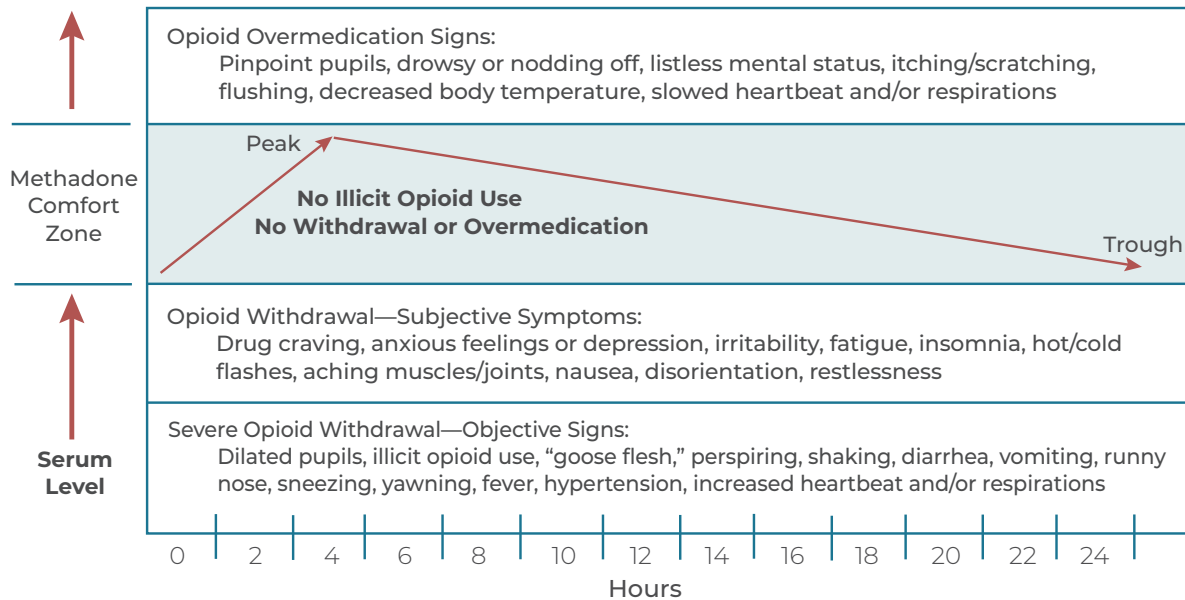 Opioid Overmedication Signs:
Pinpoint pupils, drowsy or nodding off, listless mental status, itching/scratching,
flushing, decreased body temperature, slowed heartbeat and/or respirations
Peak
Methadone
Comfort
Zone
No Illicit Opioid Use
No Withdrawal or Overmedication
Trough
Opioid Withdrawal—Subjective Symptoms:
Drug craving, anxious feelings or depression, irritability, fatigue, insomnia, hot/cold
flashes, aching muscles/joints, nausea, disorientation, restlessness
Severe Opioid Withdrawal—Objective Signs:
Dilated pupils, illicit opioid use, “goose flesh,” perspiring, shaking, diarrhea, vomiting, runny
nose, sneezing, yawning, fever, hypertension, increased heartbeat and/or respirations
Serum
Level
0 2 4 6 8 10 12 14 16 18 20 22 24
Hours